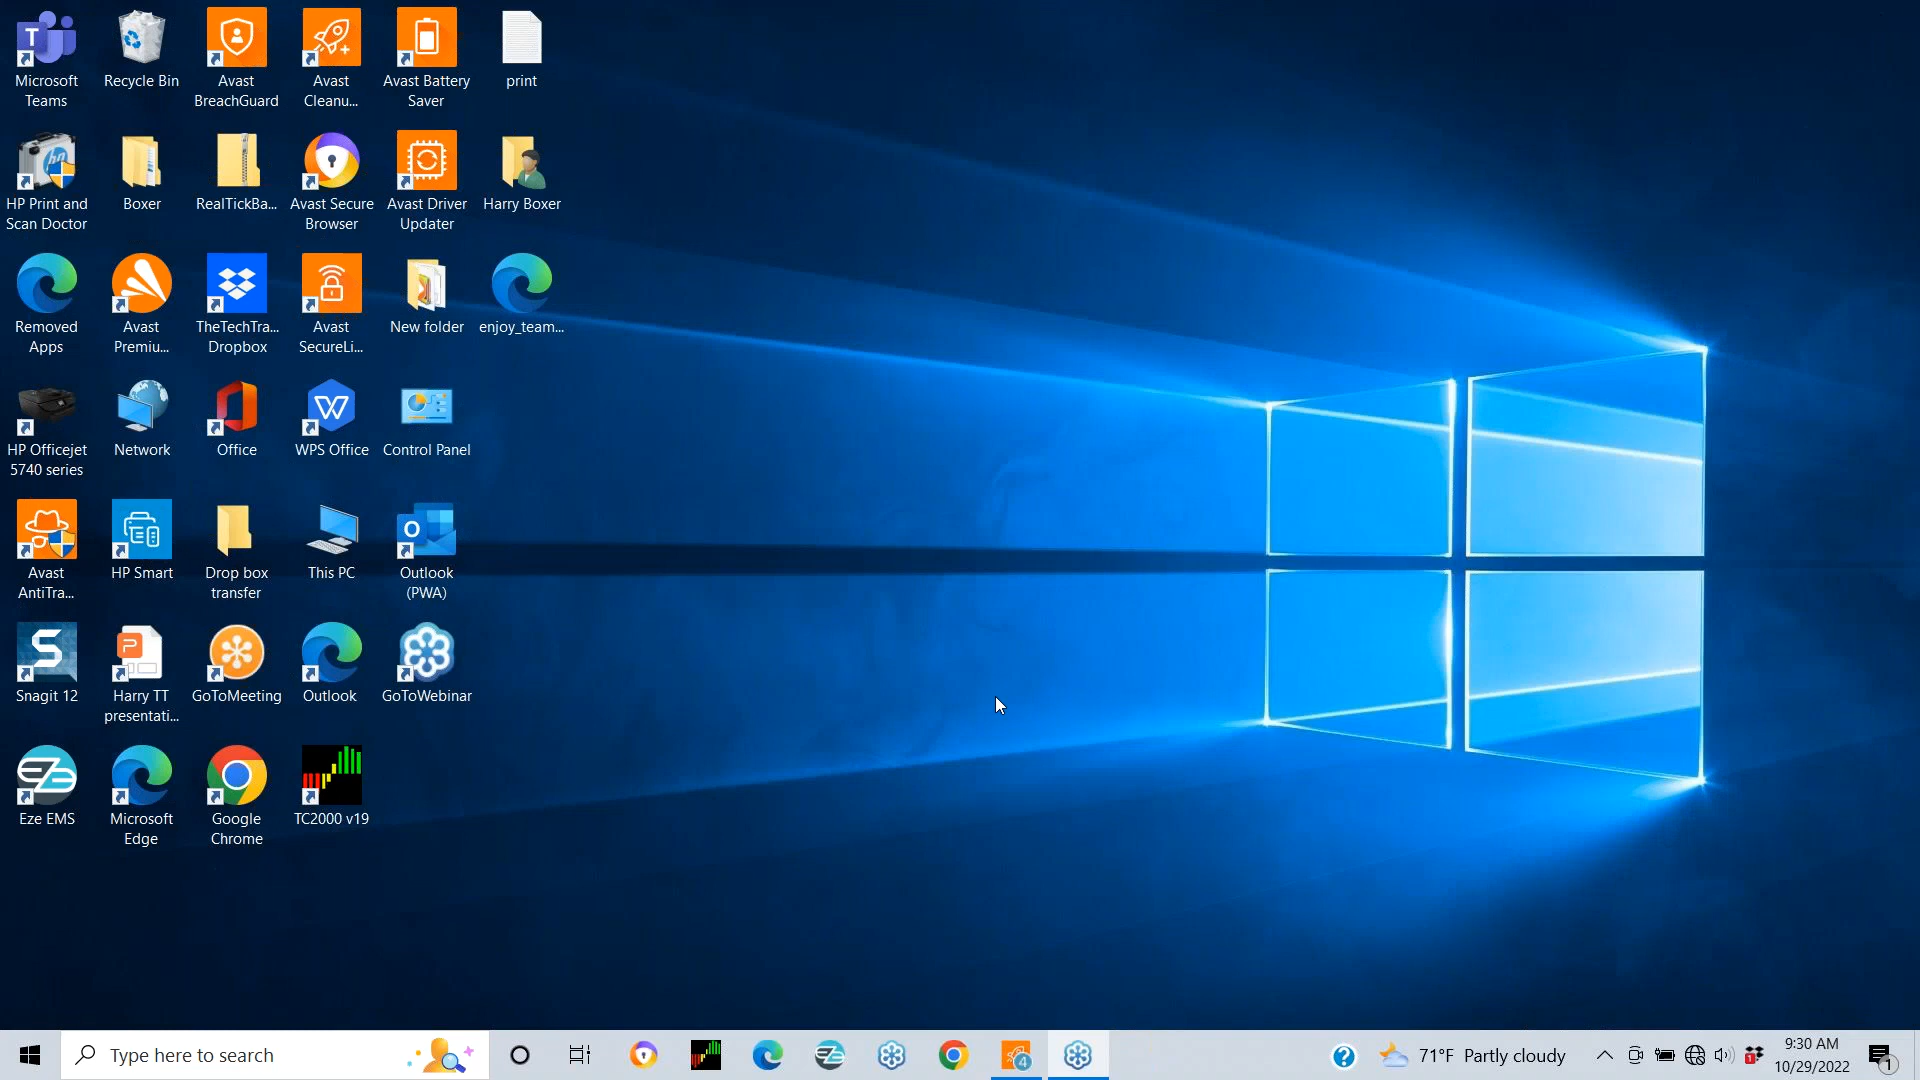 Microsoft
Teams
Recycle Bin
Avast
BreachGuard
Avast
Cleanu...
Avast Battery
Saver
print
HP Print and
Scan Doctor
Boxer
RealTickBa...
Avast Secure
Browser
Avast Driver
Updater
Harry Boxer
Removed
Apps
Avast
Premiu...
TheTechTra...
Dropbox
Avast
SecureLi...
New folder
enjoy_team...
HP Officejet
5740 series
Network
Office
WPS Office
Control Panel
Avast
AntiTra...
HP Smart
Drop box
transfer
This PC
Outlook
(PWA)
Snagit 12
Harry TT
presentati...
GoToMeeting
Outlook
GoToWebinar
Eze EMS
Microsoft
Edge
Google
Chrome
TC2000 v19
Type here to search
4
71°F Partly cloudy
1
9:30 AM
10/29/2022
1